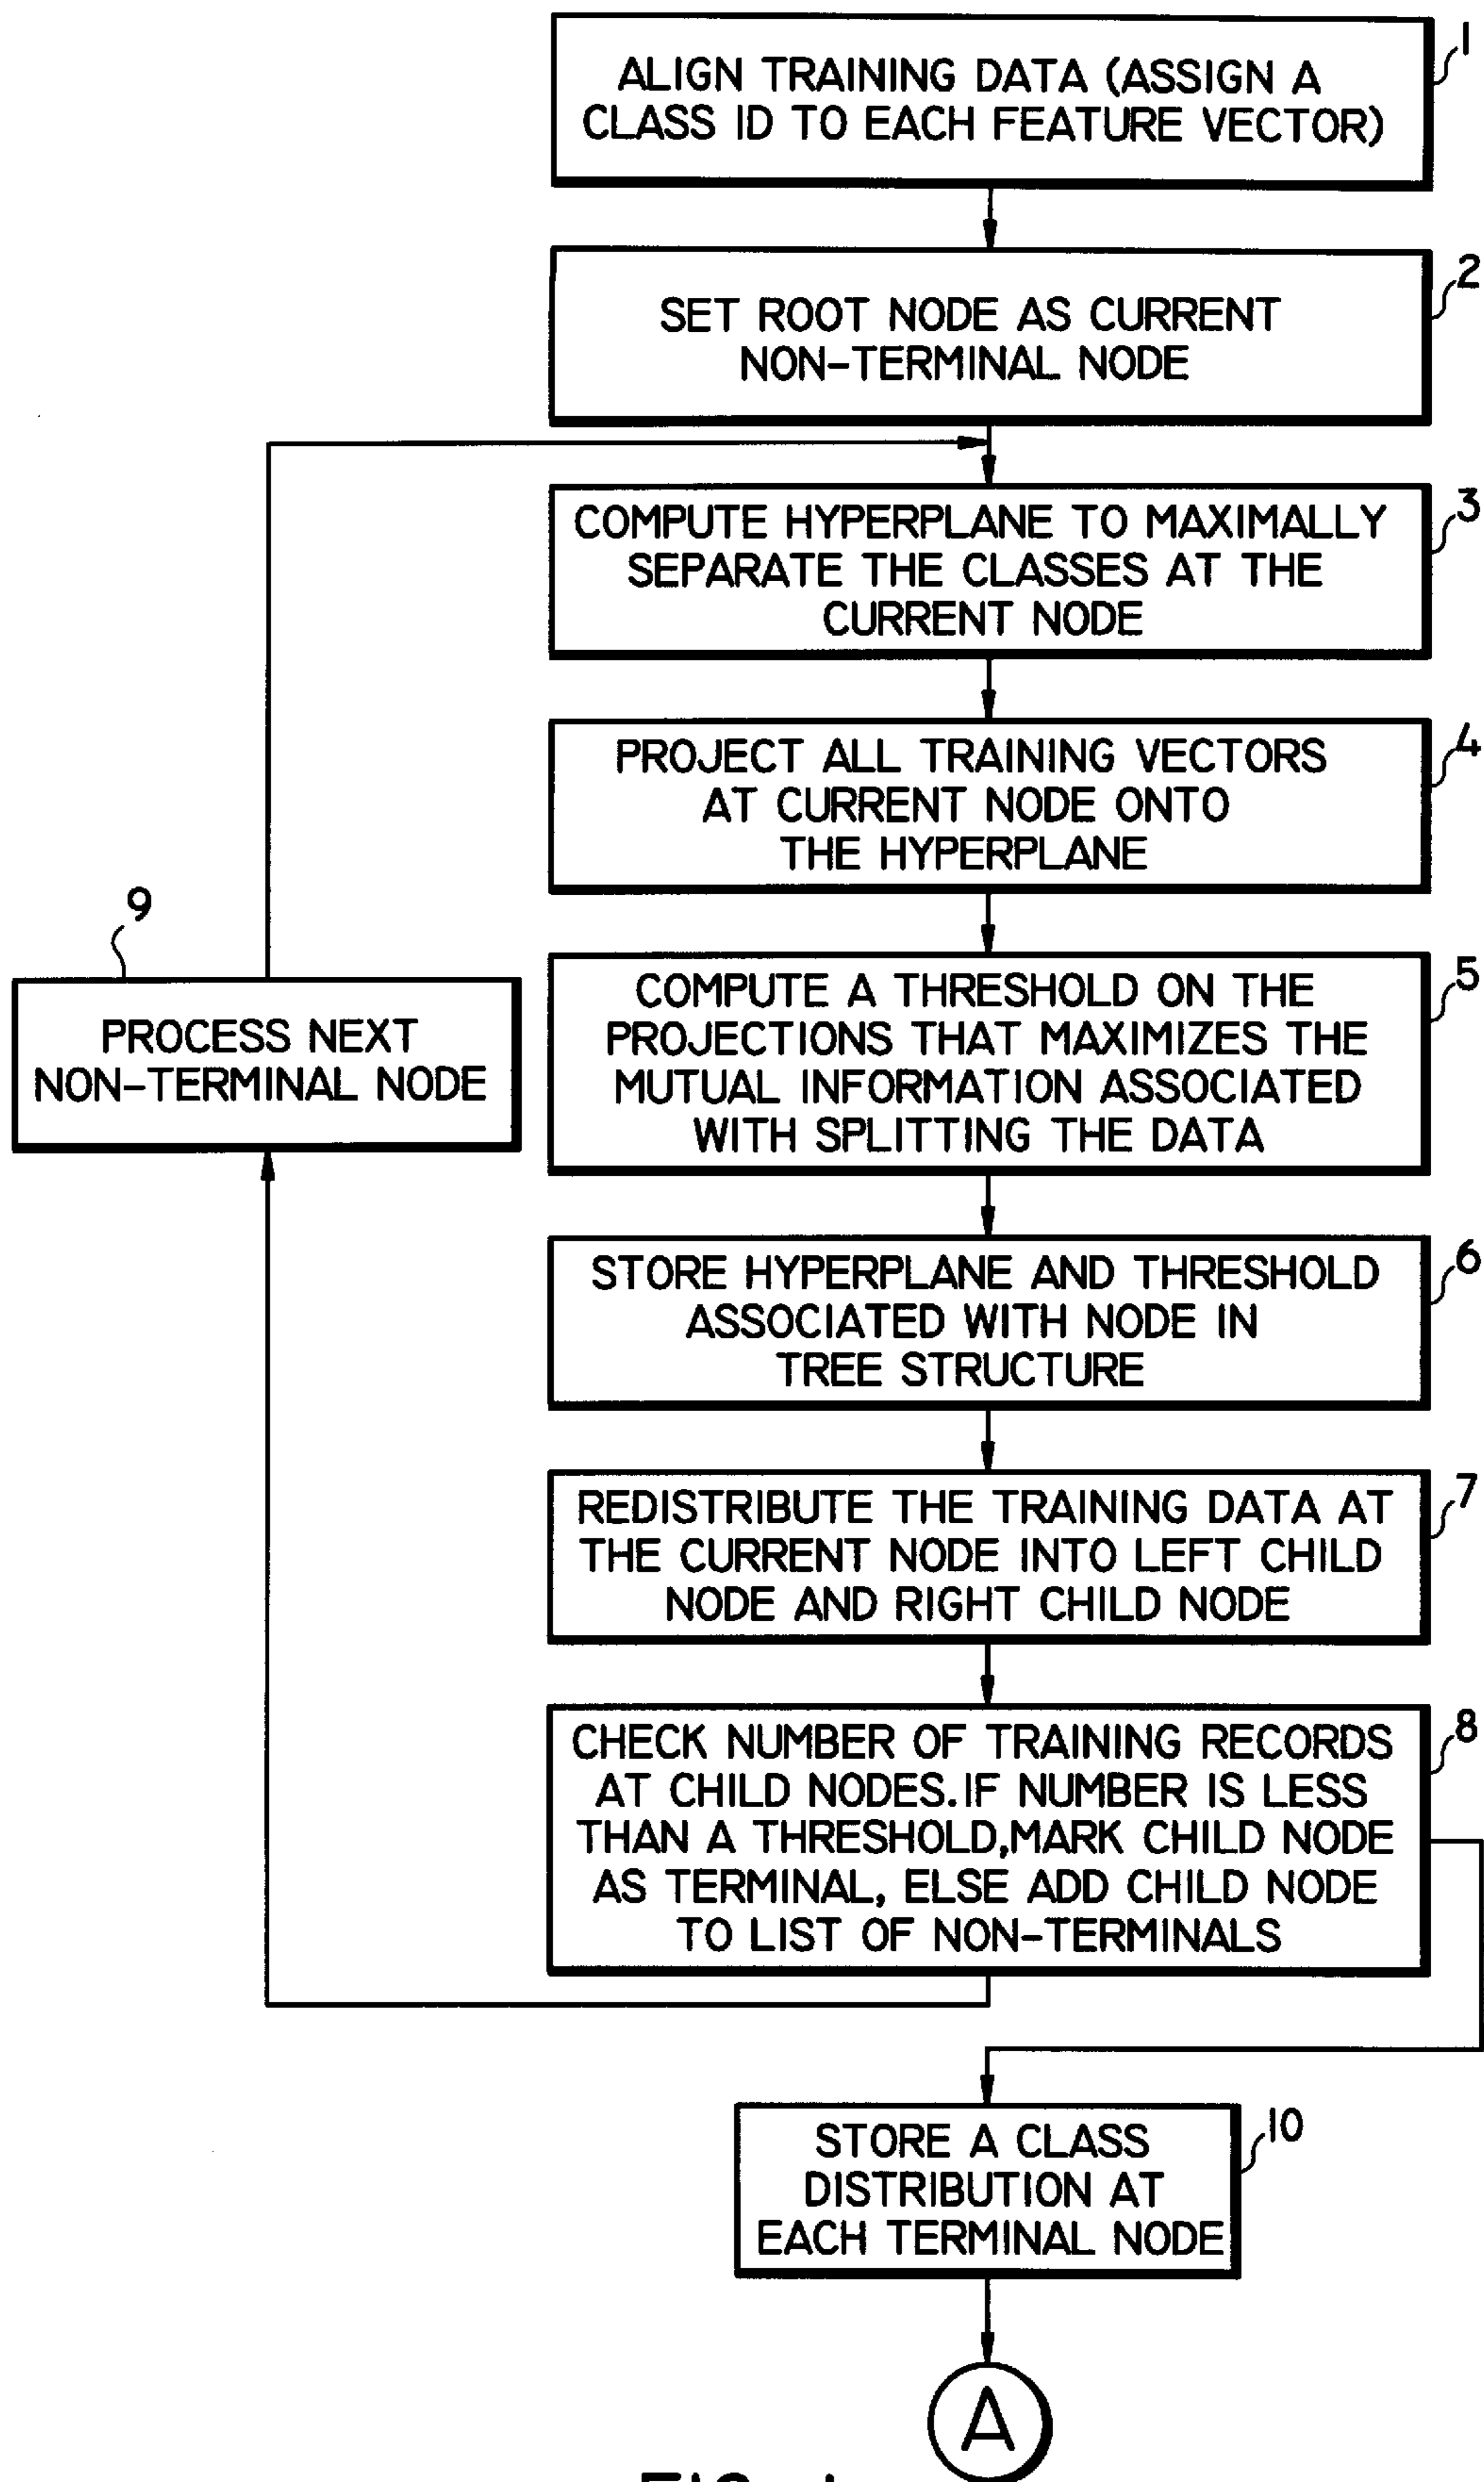 ALIGN TRAINING DATA (ASSIGN A
CLASS ID TO EACH FEATURE VECTOR)
1
SET ROOT NODE AS CURRENT
NON-TERMINAL NODE
2
COMPUTE HYPERPLANE TO MAXIMALLY
SEPARATE THE CLASSES AT THE
CURRENT NODE
3
PROJECT ALL TRAINING VECTORS
AT CURRENT NODE ONTO
THE HYPERPLANE
4
9
PROCESS NEXT
NON-TERMINAL NODE
COMPUTE A THRESHOLD ON THE
PROJECTIONS THAT MAXIMIZES THE
MUTUAL INFORMATION ASSOCIATED
WITH SPLITTING THE DATA
5
STORE HYPERPLANE AND THRESHOLD
ASSOCIATED WITH NODE IN
TREE STRUCTURE
6
REDISTRIBUTE THE TRAINING DATA AT
THE CURRENT NODE INTO LEFT CHILD
NODE AND RIGHT CHILD NODE
7
CHECK NUMBER OF TRAINING RECORDS
AT CHILD NODES.IF NUMBER IS LESS
THAN A THRESHOLD,MARK CHILD NODE
AS TERMINAL, ELSE ADD CHILD NODE
TO LIST OF NON-TERMINALS
8
STORE A CLASS
DISTRIBUTION AT
EACH TERMINAL NODE
10
A